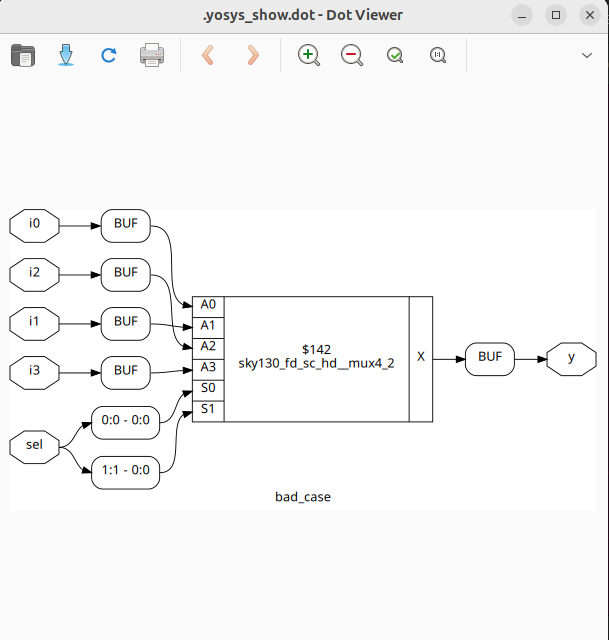 .yosys_show.dot - Dot Viewer
i0
BUF
i2
BUF
i1
BUF
i3
BUF
sel
0:0 - 0:0
1:1 - 0:0
A0
A1
A2
A3
S0
S1
$142
sky130_fd_sc_hd__mux4_2
X
BUF
y
bad_case